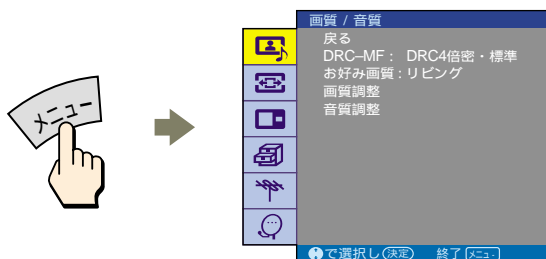 メニュー
画質 / 音質
戻る
DRC–MF： DRC4倍密・標準
お好み画質：リビング
画質調整
音質調整
で選択し 決定 終了 メニュー